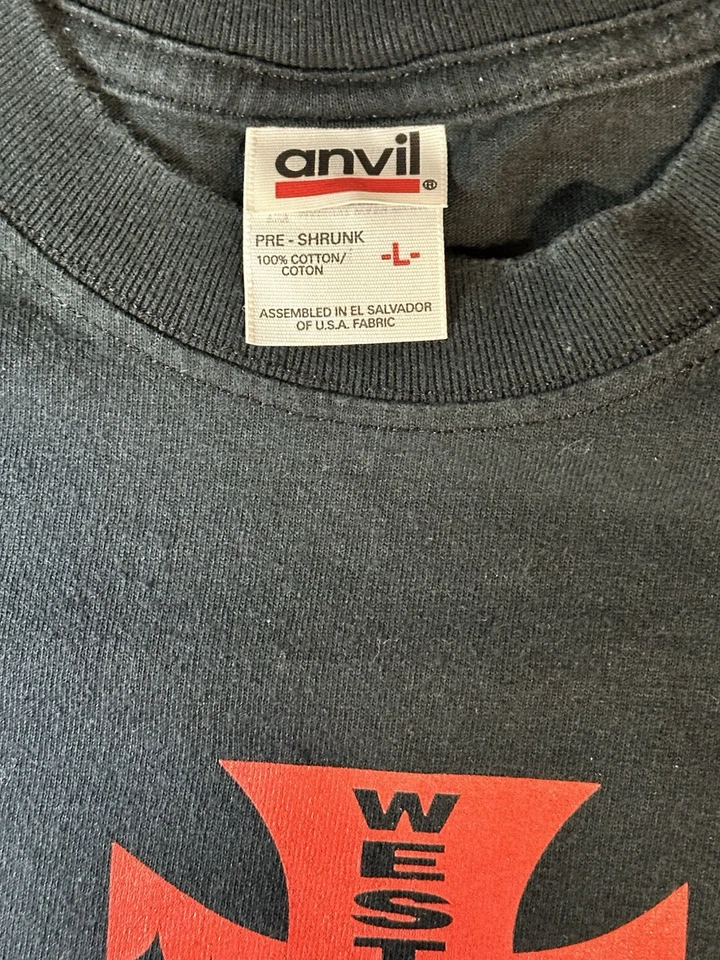 anvil®
PRE - SHRUNK
100% COTTON/
COTON
-L-
ASSEMBLED IN EL SALVADOR
OF U.S.A. FABRIC
WEST